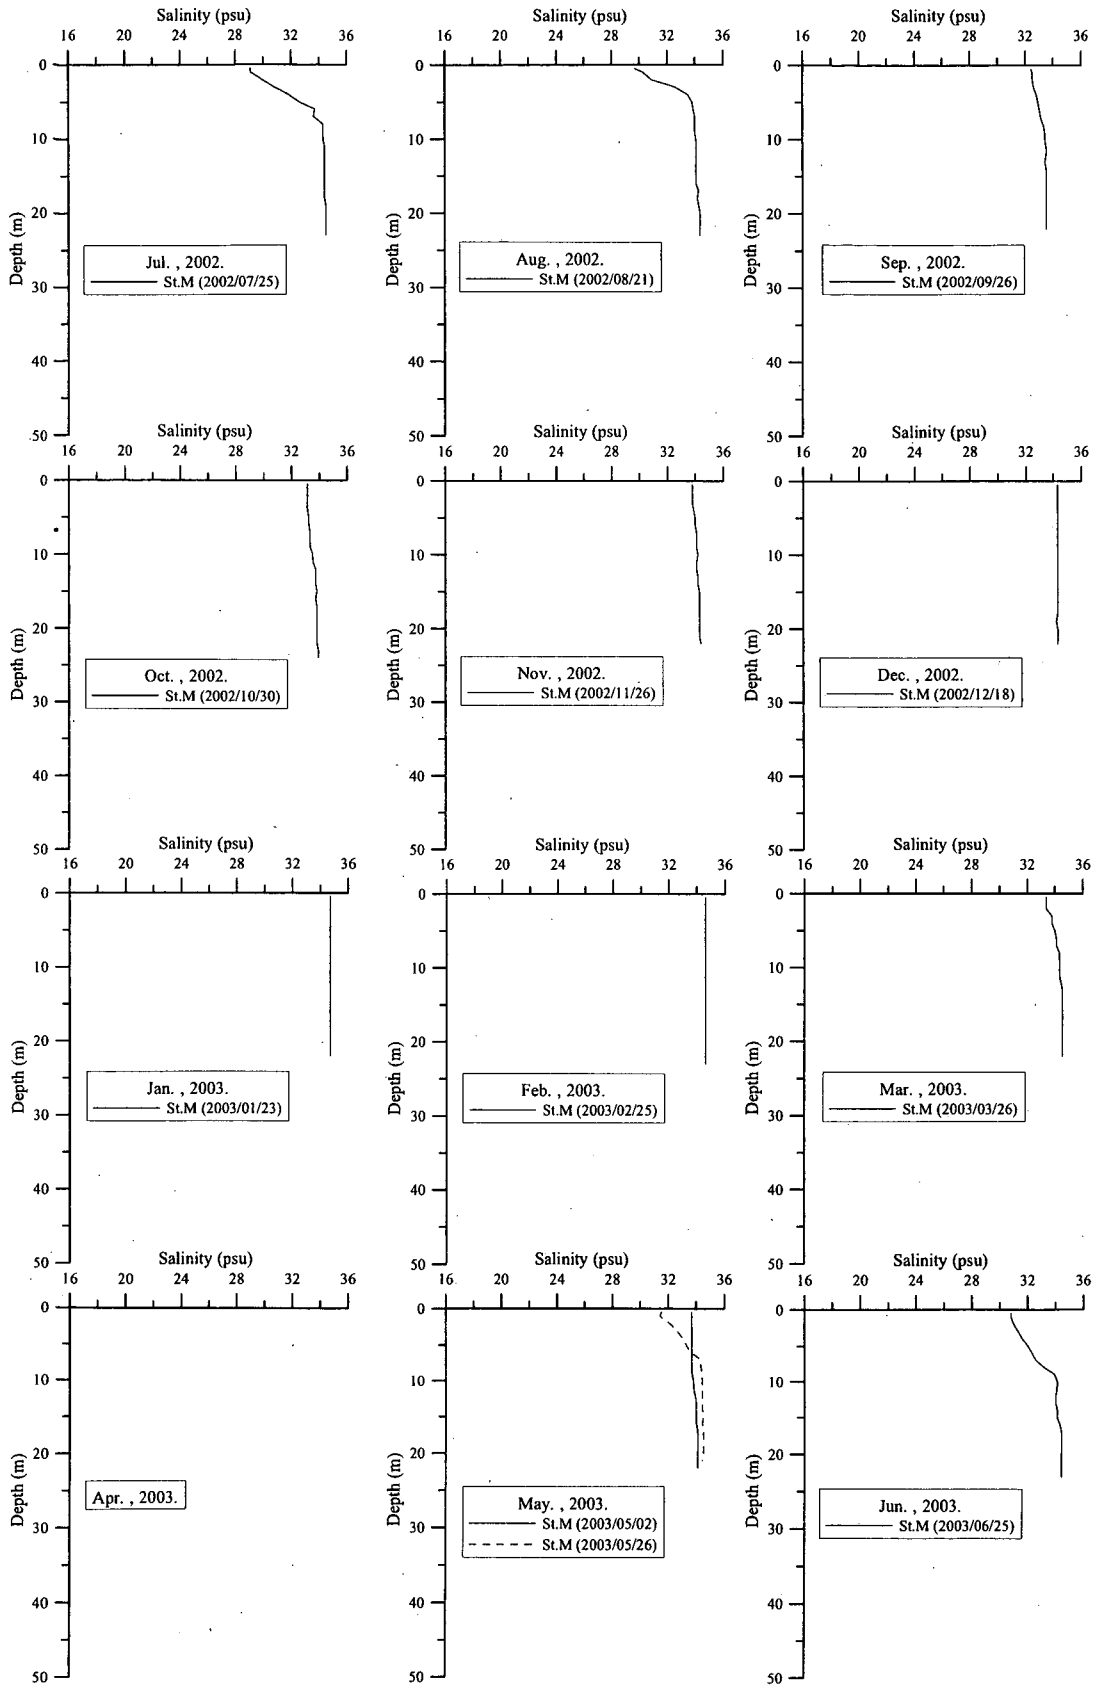 Salinity (psu) Salinity (psu) Salinity (psu)
16 20 24 28 32 36 16 20 24 28 32 36 16 20 24 28 32 36
0 0 0
10 10 10
20 20 20
Depth (m) Depth (m) Depth (m)
Jul. , 2002. Aug. , 2002. Sep. , 2002.
St.M (2002/07/25) St.M (2002/08/21) St.M (2002/09/26)
30 30 30
40 40 40
50 50 50
Salinity (psu) Salinity (psu) Salinity (psu)
16 20 24 28 32 36 16 20 24 28 32 36 16 20 24 28 32 36
0 0 0
10 10 10
20 20 20
Depth (m) Depth (m) Depth (m)
Oct. , 2002. Nov. , 2002. Dec. , 2002.
St.M (2002/10/30) St.M (2002/11/26) St.M (2002/12/18)
30 30 30
40 40 40
50 50 50
Salinity (psu) Salinity (psu) Salinity (psu)
16 20 24 28 32 36 16 20 24 28 32 36 16 20 24 28 32 36
0 0 0
10 10 10
20 20 20
Depth (m) Depth (m) Depth (m)
Jan. , 2003. Feb. , 2003. Mar. , 2003.
St.M (2003/01/23) St.M (2003/02/25) St.M (2003/03/26)
30 30 30
40 40 40
50 50 50
Salinity (psu) Salinity (psu) Salinity (psu)
16 20 24 28 32 36 16 20 24 28 32 36 16 20 24 28 32 36
0 0 0
10 10 10
20 20 20
Depth (m) Depth (m) Depth (m)
Apr. , 2003. May. , 2003. Jun. , 2003.
St.M (2003/05/02) St.M (2003/06/25)
St.M (2003/05/26)
30 30 30
40 40 40
50 50 50